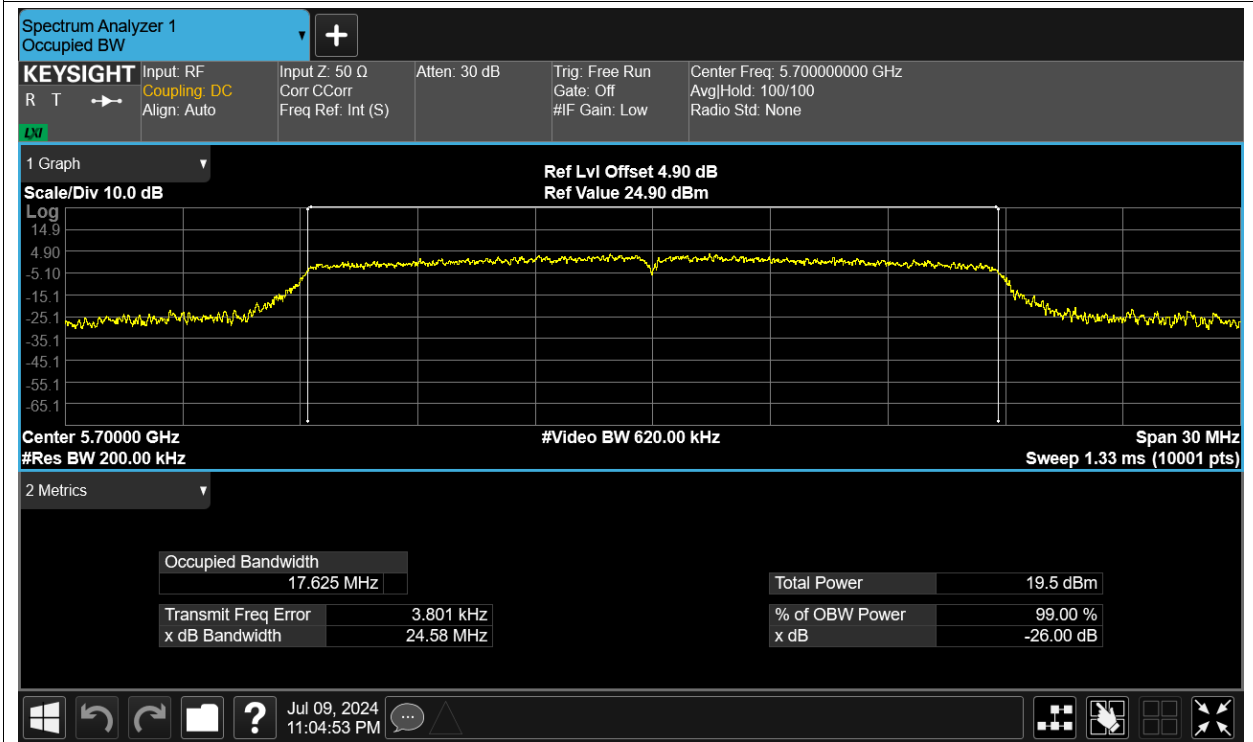 Spectrum Analyzer 1
Occupied BW
KEYSIGHT Input: RF Input Z: 50 Ω Atten: 30 dB Trig: Free Run Center Freq: 5.700000000 GHz
R T Coupling: DC Corr CCorr Gate: Off Avg|Hold: 100/100
Align: Auto Freq Ref: Int (S) #IF Gain: Low Radio Std: None
LXI
1 Graph Ref Lvl Offset 4.90 dB
Scale/Div 10.0 dB Ref Value 24.90 dBm
Log
14.9
4.90
-5.10
-15.1
-25.1
-35.1
-45.1
-55.1
-65.1
Center 5.70000 GHz #Video BW 620.00 kHz Span 30 MHz
#Res BW 200.00 kHz Sweep 1.33 ms (10001 pts)
2 Metrics
Occupied Bandwidth
17.625 MHz Total Power 19.5 dBm
Transmit Freq Error 3.801 kHz % of OBW Power 99.00 %
x dB Bandwidth 24.58 MHz x dB -26.00 dB
? Jul 09, 2024
11:04:53 PM